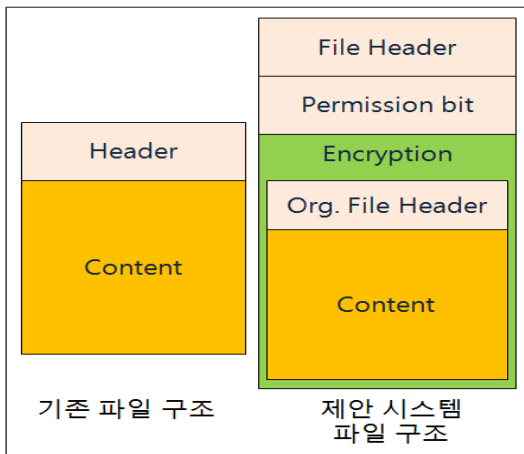 Header
Content
기존 파일 구조
File Header
Permission bit
Encryption
Org. File Header
Content
제안 시스템
파일 구조